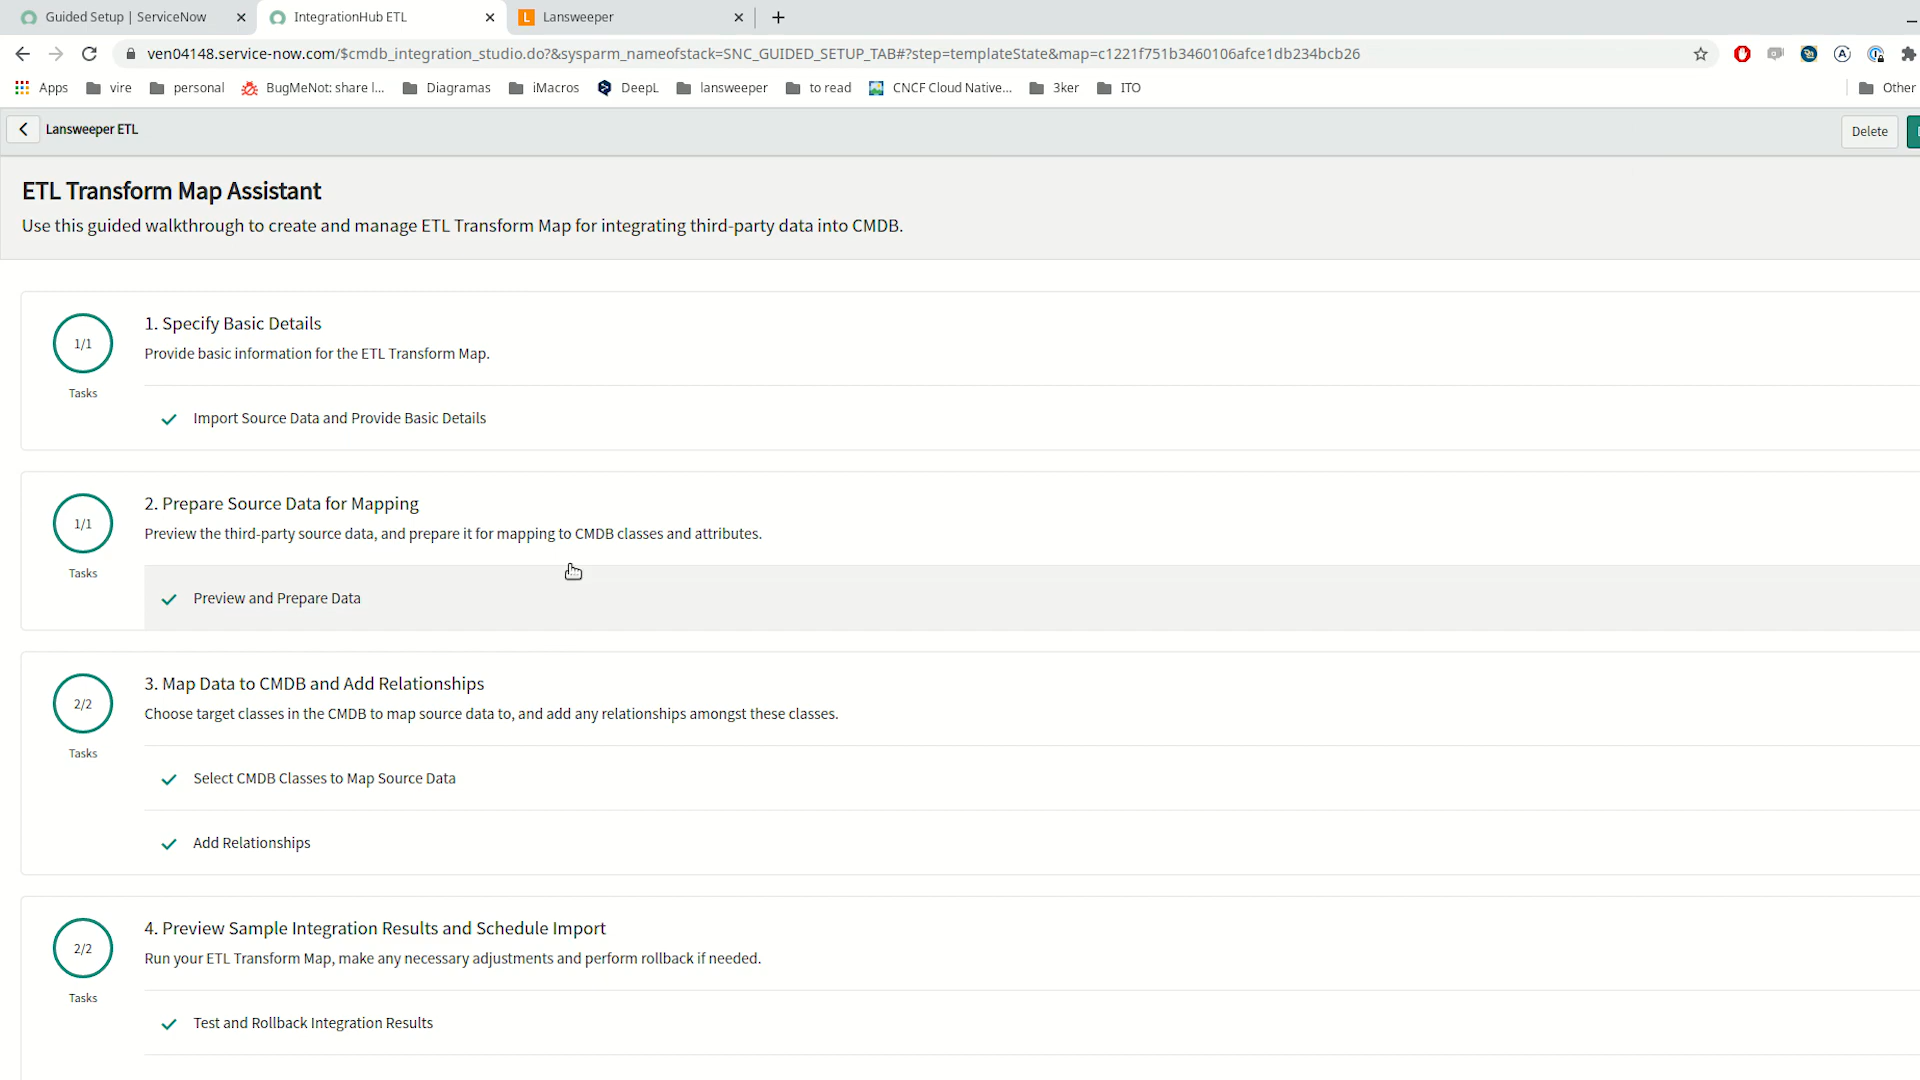 Guided Setup | ServiceNow
IntegrationHub ETL
Lansweeper
ven04148.service-now.com/$cmdb_integration_studio.do?&sysparm_nameofstack=SNC_GUIDED_SETUP_TAB#?step=templateState&map=c1221f751b3460106afce1db234bcb26
Apps vire personal BugMeNot: share l... Diagramas iMacros DeepL lansweeper to read CNCF Cloud Native... 3ker ITO Other
Lansweeper ETL
Delete
ETL Transform Map Assistant
Use this guided walkthrough to create and manage ETL Transform Map for integrating third-party data into CMDB.
1/1
Tasks
1. Specify Basic Details
Provide basic information for the ETL Transform Map.
Import Source Data and Provide Basic Details
1/1
Tasks
2. Prepare Source Data for Mapping
Preview the third-party source data, and prepare it for mapping to CMDB classes and attributes.
Preview and Prepare Data
2/2
Tasks
3. Map Data to CMDB and Add Relationships
Choose target classes in the CMDB to map source data to, and add any relationships amongst these classes.
Select CMDB Classes to Map Source Data
Add Relationships
2/2
Tasks
4. Preview Sample Integration Results and Schedule Import
Run your ETL Transform Map, make any necessary adjustments and perform rollback if needed.
Test and Rollback Integration Results